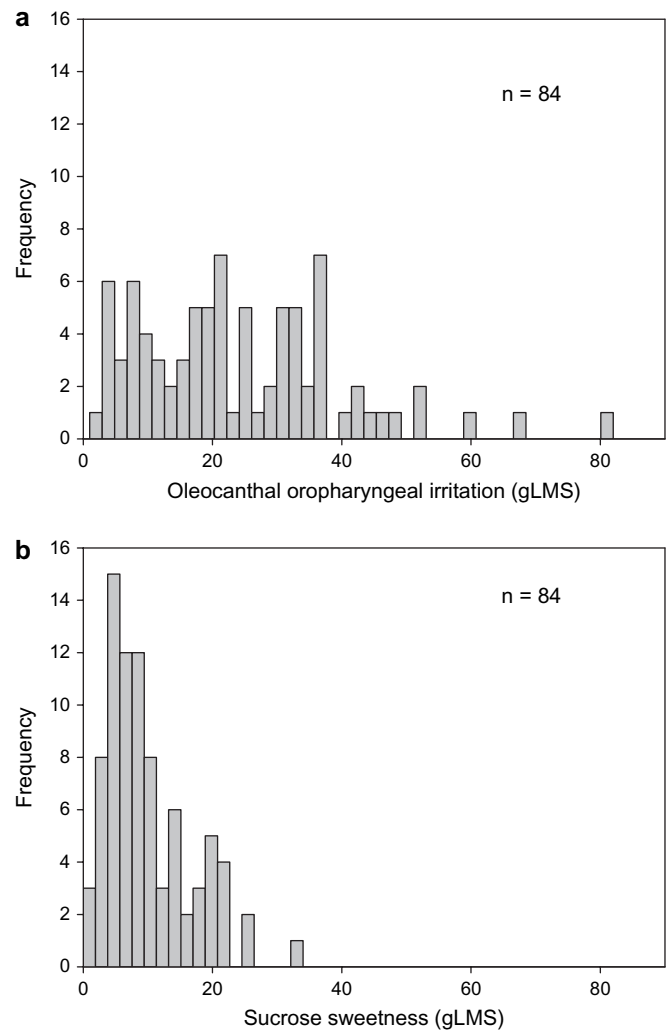 a
16
14
12
10
8
6
4
2
0
Frequency
n = 84
0 20 40 60 80
Oleocanthal oropharyngeal irritation (gLMS)
b
16
14
12
10
8
6
4
2
0
Frequency
n = 84
0 20 40 60 80
Sucrose sweetness (gLMS)